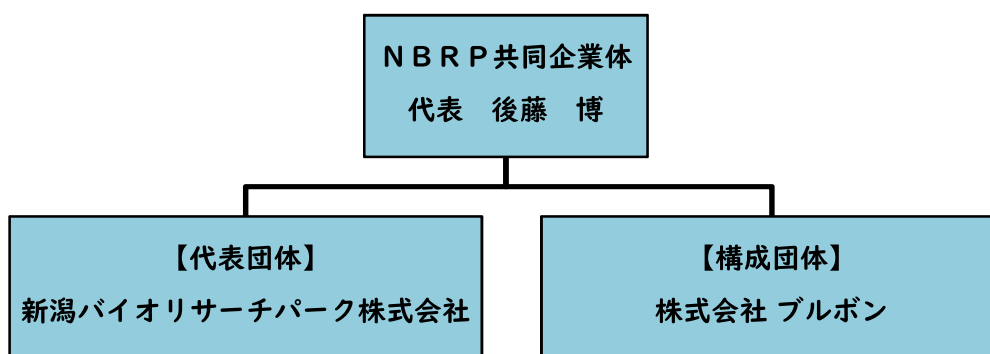 ＮＢＲＰ共同企業体
代表　後藤　博
【代表団体】
新潟バイオリサーチパーク株式会社
【構成団体】
株式会社 ブルボン